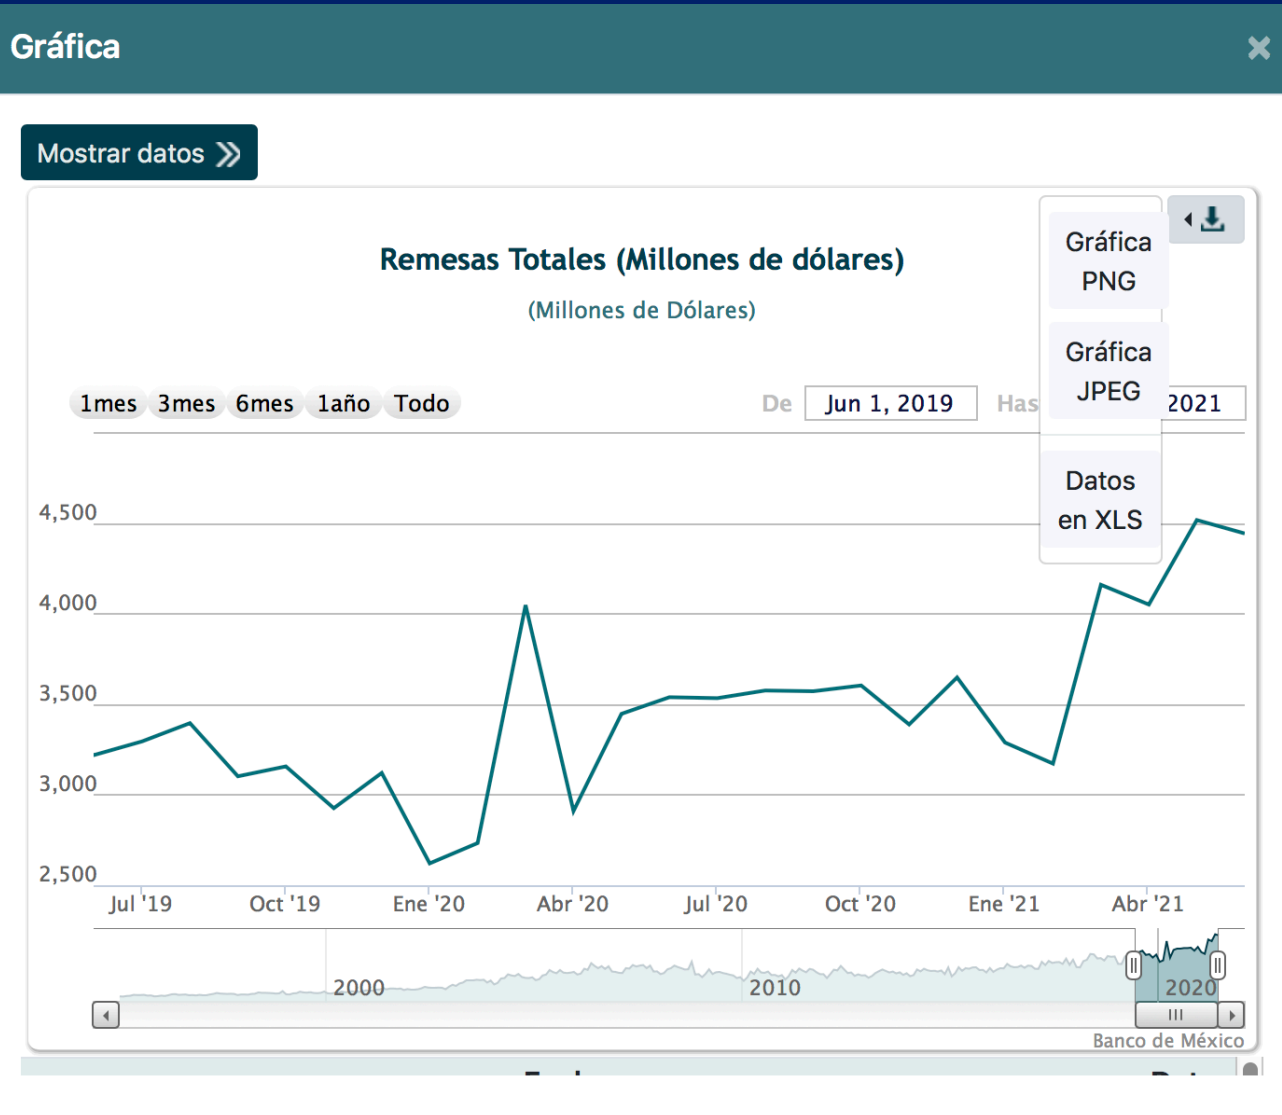 Gráfica
Mostrar datos
Remesas Totales (Millones de dólares)
(Millones de Dólares)
Gráfica
PNG
Gráfica
JPEG
Datos
en XLS
1mes 3mes 6mes 1año Todo
De Jun 1, 2019 Has 2021
4,500
4,000
3,500
3,000
2,500
Jul '19 Oct '19 Ene '20 Abr '20 Jul '20 Oct '20 Ene '21 Abr '21
2000 2010 2020
Banco de México